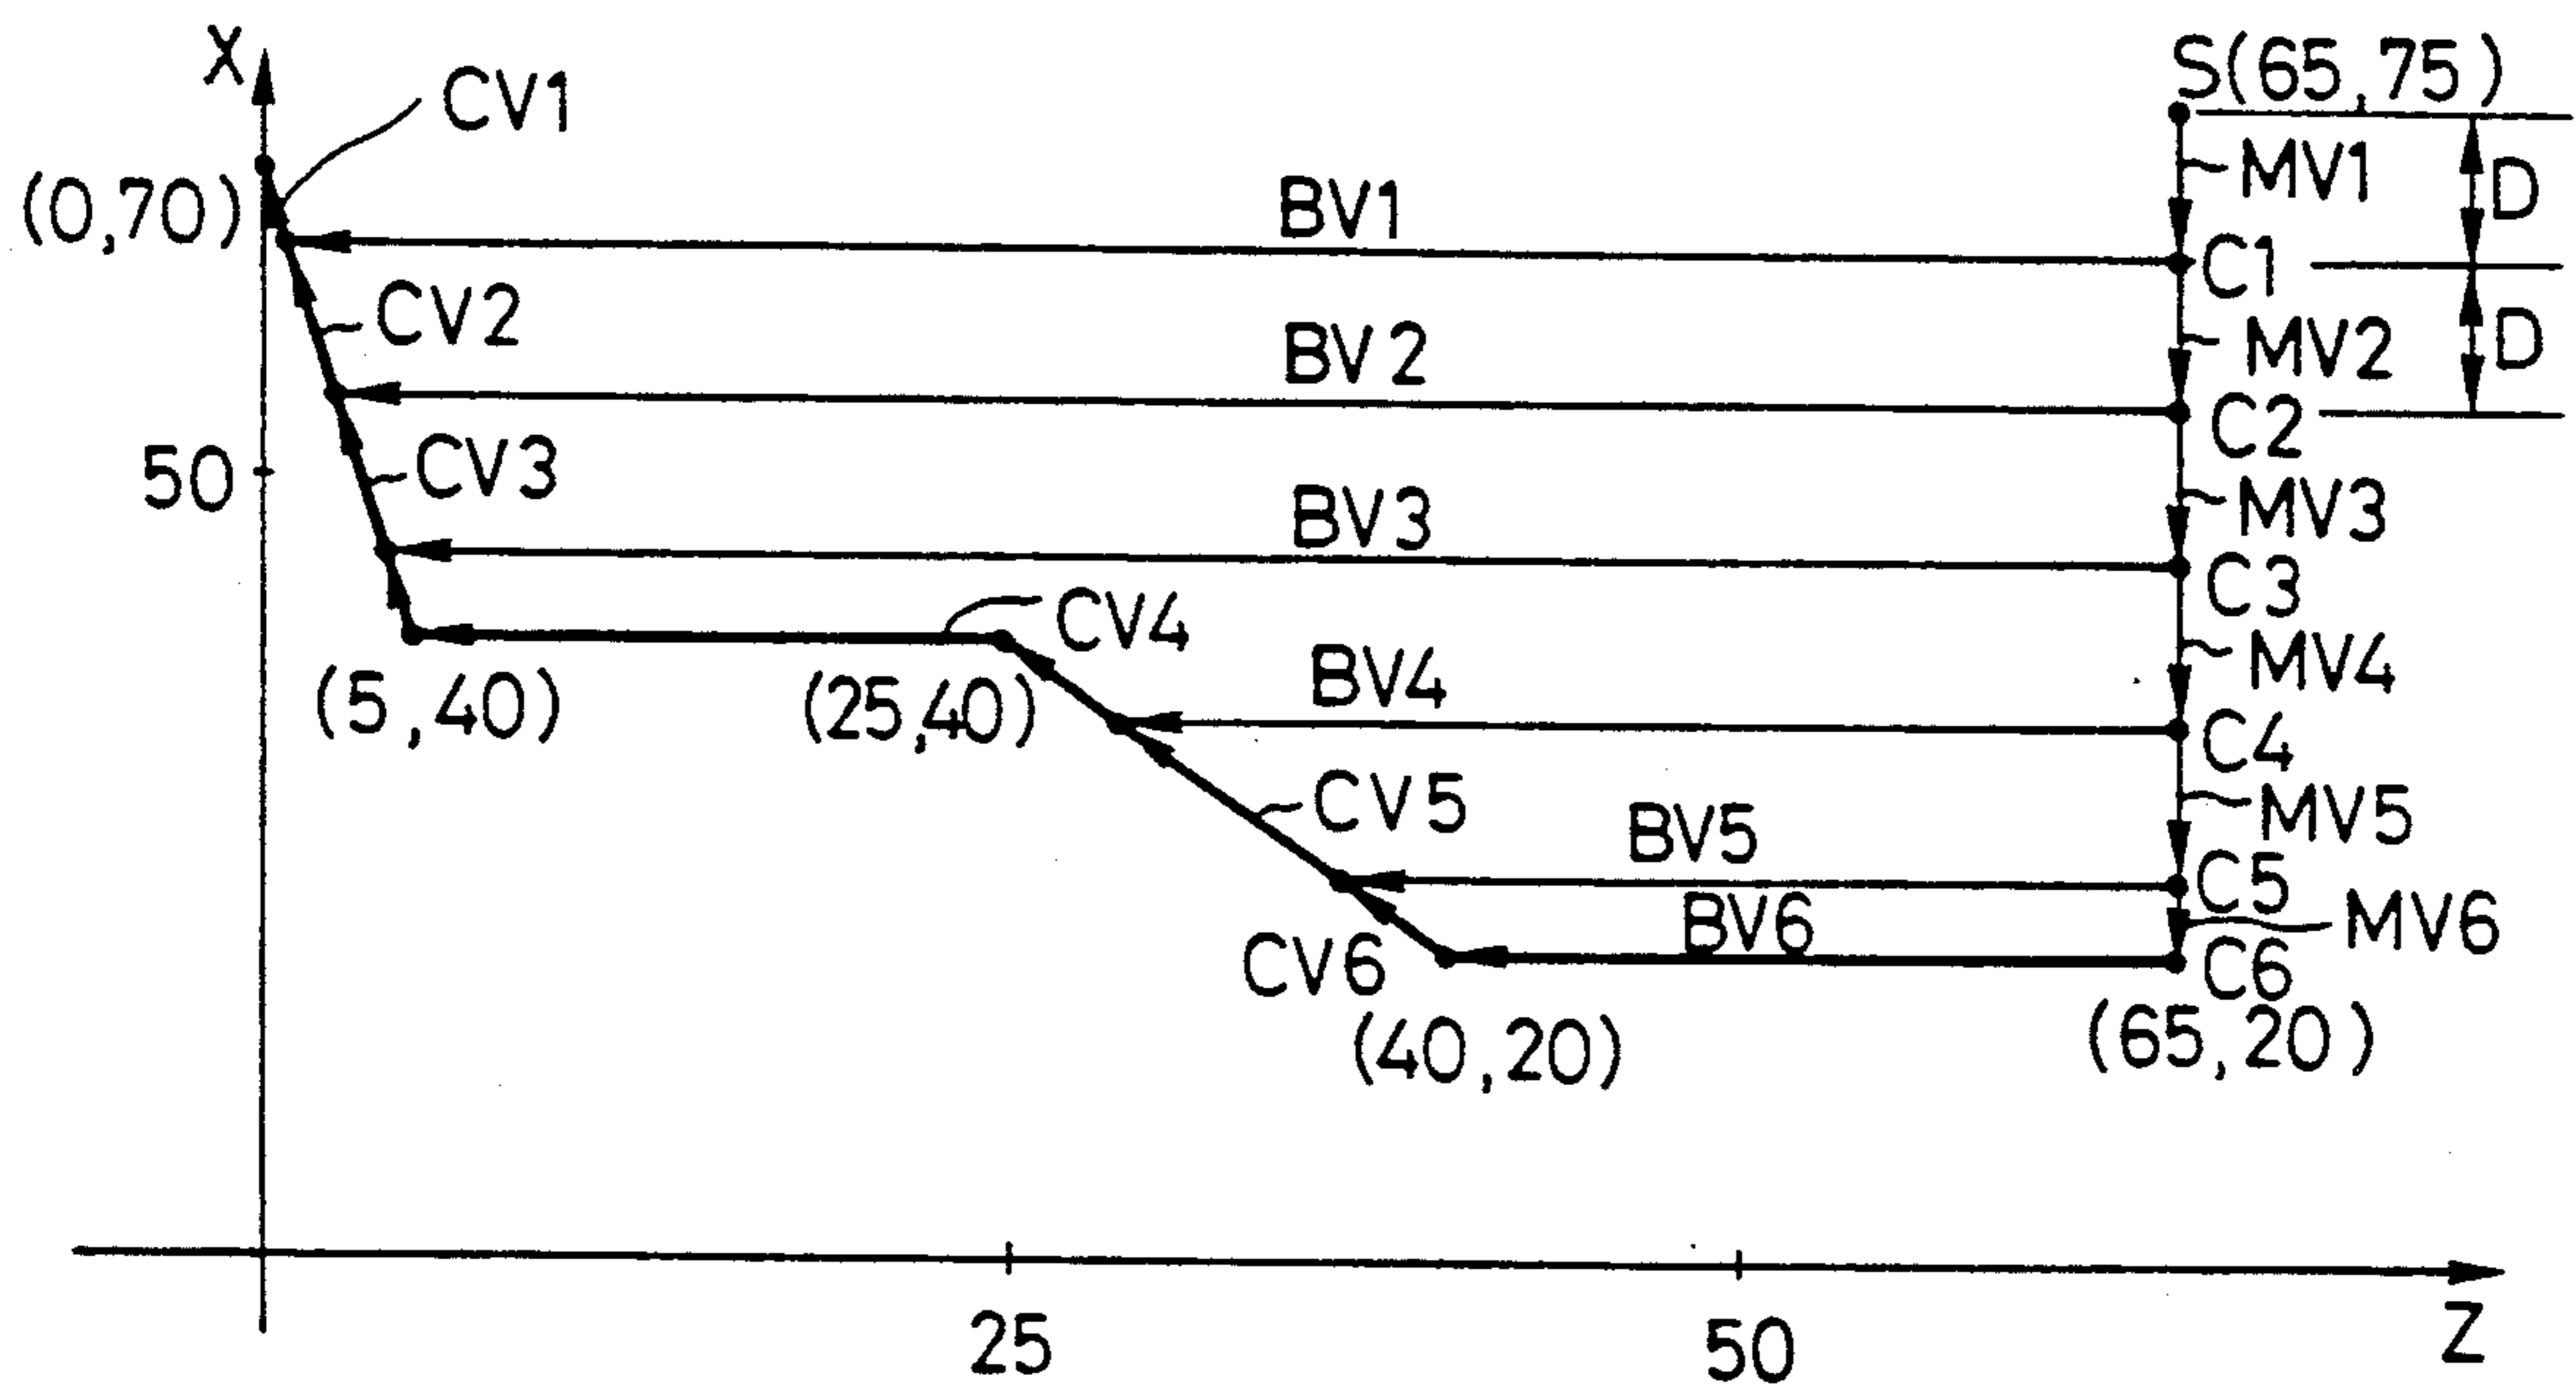 X
CV1
S(65,75)
(0,70)
BV1
MV1
D
C1
CV2
BV2
MV2
D
C2
50
CV3
BV3
MV3
C3
CV4
(5,40)
(25,40)
BV4
MV4
C4
CV5
BV5
MV5
C5
CV6
BV6
MV6
C6
(40,20)
(65,20)
25
50
Z